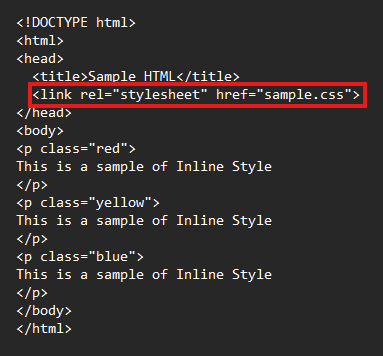 <!DOCTYPE html>
<html>
<head>
  <title>Sample HTML</title>
  <link rel="stylesheet" href="sample.css">
</head>
<body>
<p class="red">
This is a sample of Inline Style
</p>
<p class="yellow">
This is a sample of Inline Style
</p>
<p class="blue">
This is a sample of Inline Style
</p>
</body>
</html>